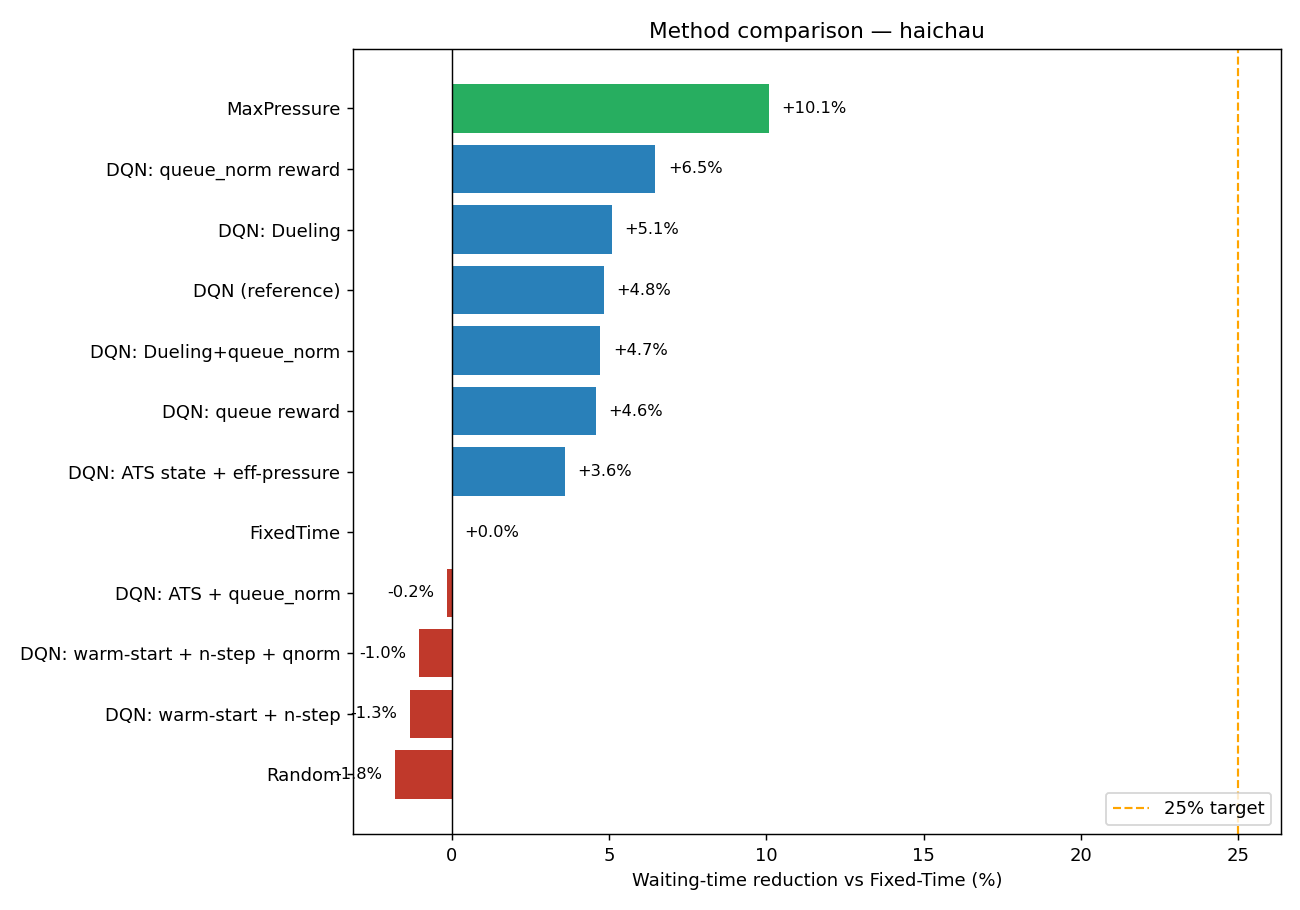 Method comparison — haichau
MaxPressure +10.1%
DQN: queue_norm reward +6.5%
DQN: Dueling +5.1%
DQN (reference) +4.8%
DQN: Dueling+queue_norm +4.7%
DQN: queue reward +4.6%
DQN: ATS state + eff-pressure +3.6%
FixedTime +0.0%
DQN: ATS + queue_norm -0.2%
DQN: warm-start + n-step + qnorm -1.0%
DQN: warm-start + n-step -1.3%
Random -1.8%
25% target
0 5 10 15 20 25
Waiting-time reduction vs Fixed-Time (%)